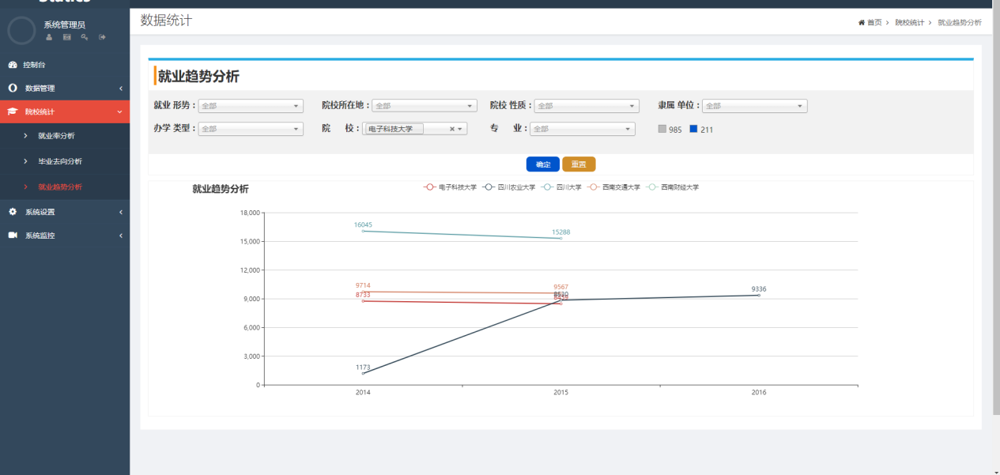 Statics
系统管理员
控制台
数据管理
院校统计
就业率分析
毕业去向分析
就业趋势分析
系统设置
系统监控
数据统计
首页 > 院校统计 > 就业趋势分析
就业趋势分析
就业 形势： 全部 院校所在地： 全部 院校 性质： 全部 隶属 单位： 全部
办学 类型： 全部 院 校： 电子科技大学 专 业： 全部 985 211
确定 重置
就业趋势分析
电子科技大学 四川农业大学 四川大学 西南交通大学 西南财经大学
18,000
15,000
12,000
9,000
6,000
3,000
0
16045
15288
9714
9567
8733
9336
1173
2014 2015 2016